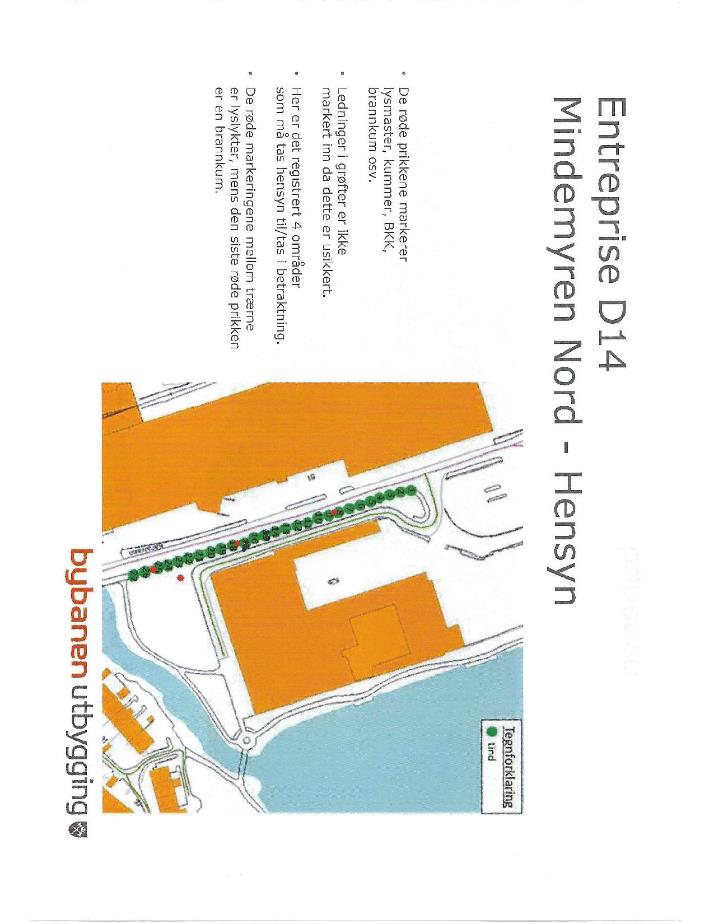 Entreprise D14
Mindemyren Nord - Hensyn
• De røde prikkene markerer
lysmaster, kummer, BKK,
brannkum osv.
• Ledninger i grøfter er ikke
markert inn da dette er usikkert.
• Her er det registrert 4 områder
som må tas hensyn til/tas i betraktning.
• De røde markeringene mellom trærne
er lyslykter, mens den siste røde prikken
er en brannkum.
Tegnforklaring
Lind
bybanen utbygging